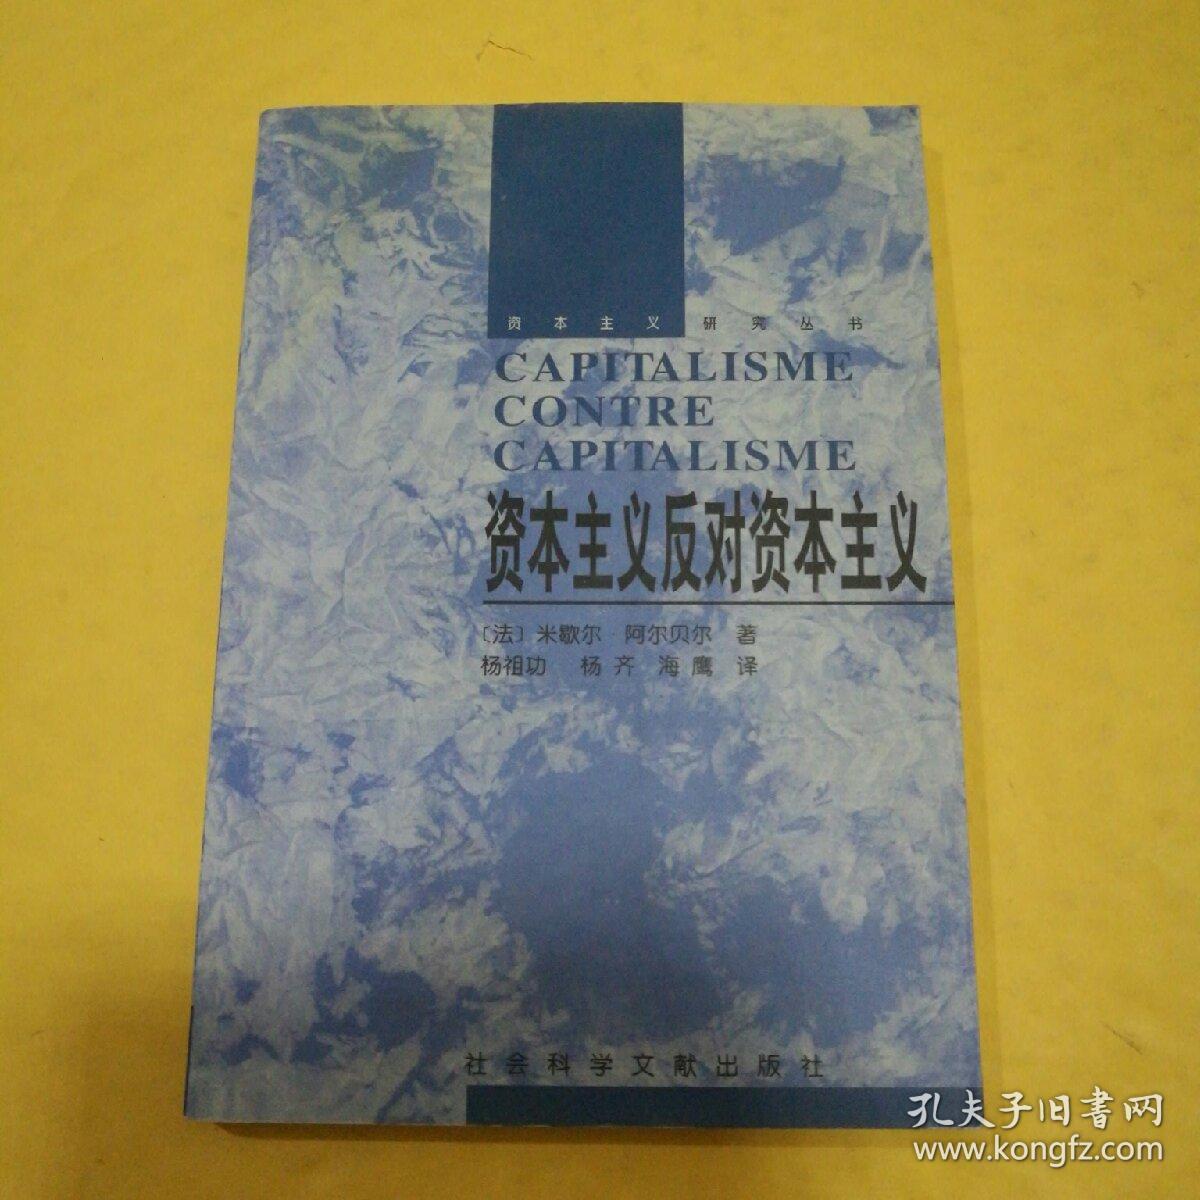 资本主义研究丛书
CAPITALISME
CONTRE
CAPITALISME
资本主义反对资本主义
〔法〕米歇尔·阿尔贝尔 著
杨祖功 杨齐 海鹰 译
社会科学文献出版社
孔夫子旧書网
www.kongfz.com